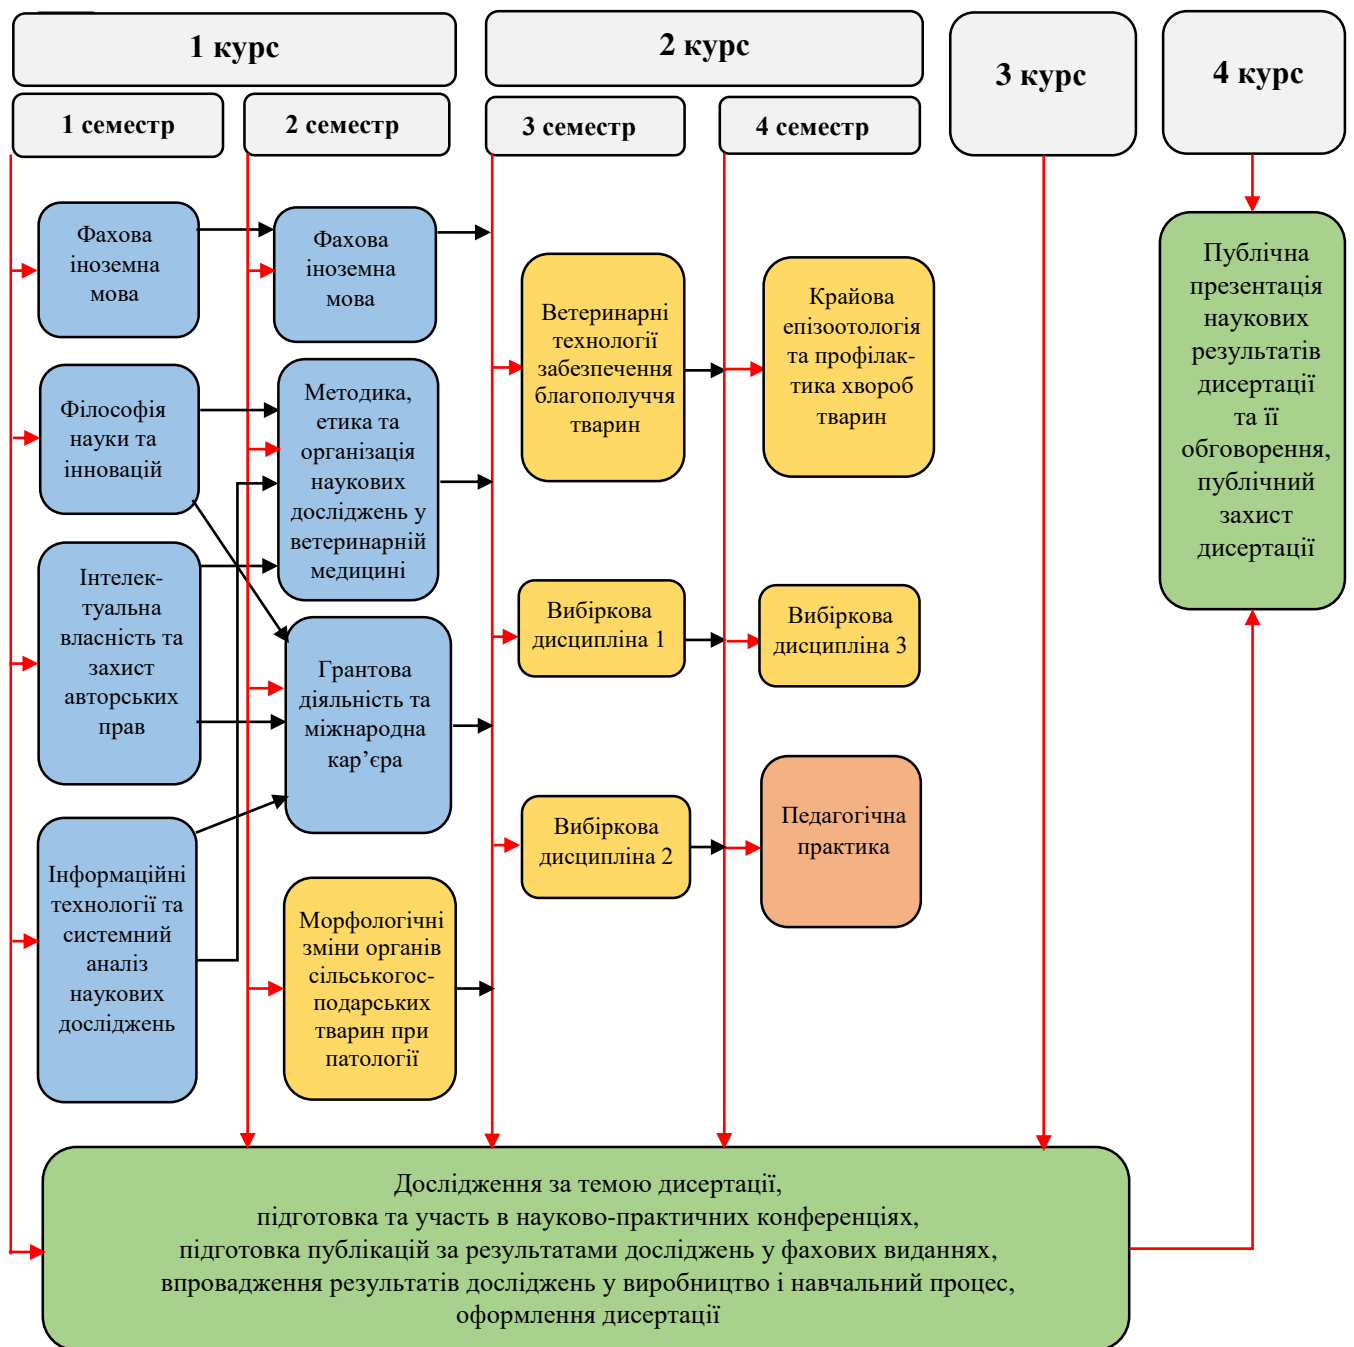 1 курс
2 курс
3 курс
4 курс
1 семестр
2 семестр
3 семестр
4 семестр
Фахова
іноземна
мова
Філософія
науки та
інновацій
Інтелек-
туальна
власність та
захист
авторських
прав
Інформаційні
технології та
системний
аналіз
наукових
досліджень
Фахова
іноземна
мова
Методика,
етика та
організація
наукових
досліджень у
ветеринарній
медицині
Грантова
діяльність та
міжнародна
кар’єра
Морфологічні
зміни органів
сільськогос-
подарських
тварин при
патології
Ветеринарні
технології
забезпечення
благополуччя
тварин
Вибіркова
дисципліна 1
Вибіркова
дисципліна 2
Крайова
епізоотологія
та профілак-
тика хвороб
тварин
Вибіркова
дисципліна 3
Педагогічна
практика
Публічна
презентація
наукових
результатів
дисертації
та її
обговорення,
публічний
захист
дисертації
Дослідження за темою дисертації,
підготовка та участь в науково-практичних конференціях,
підготовка публікацій за результатами досліджень у фахових виданнях,
впровадження результатів досліджень у виробництво і навчальний процес,
оформлення дисертації